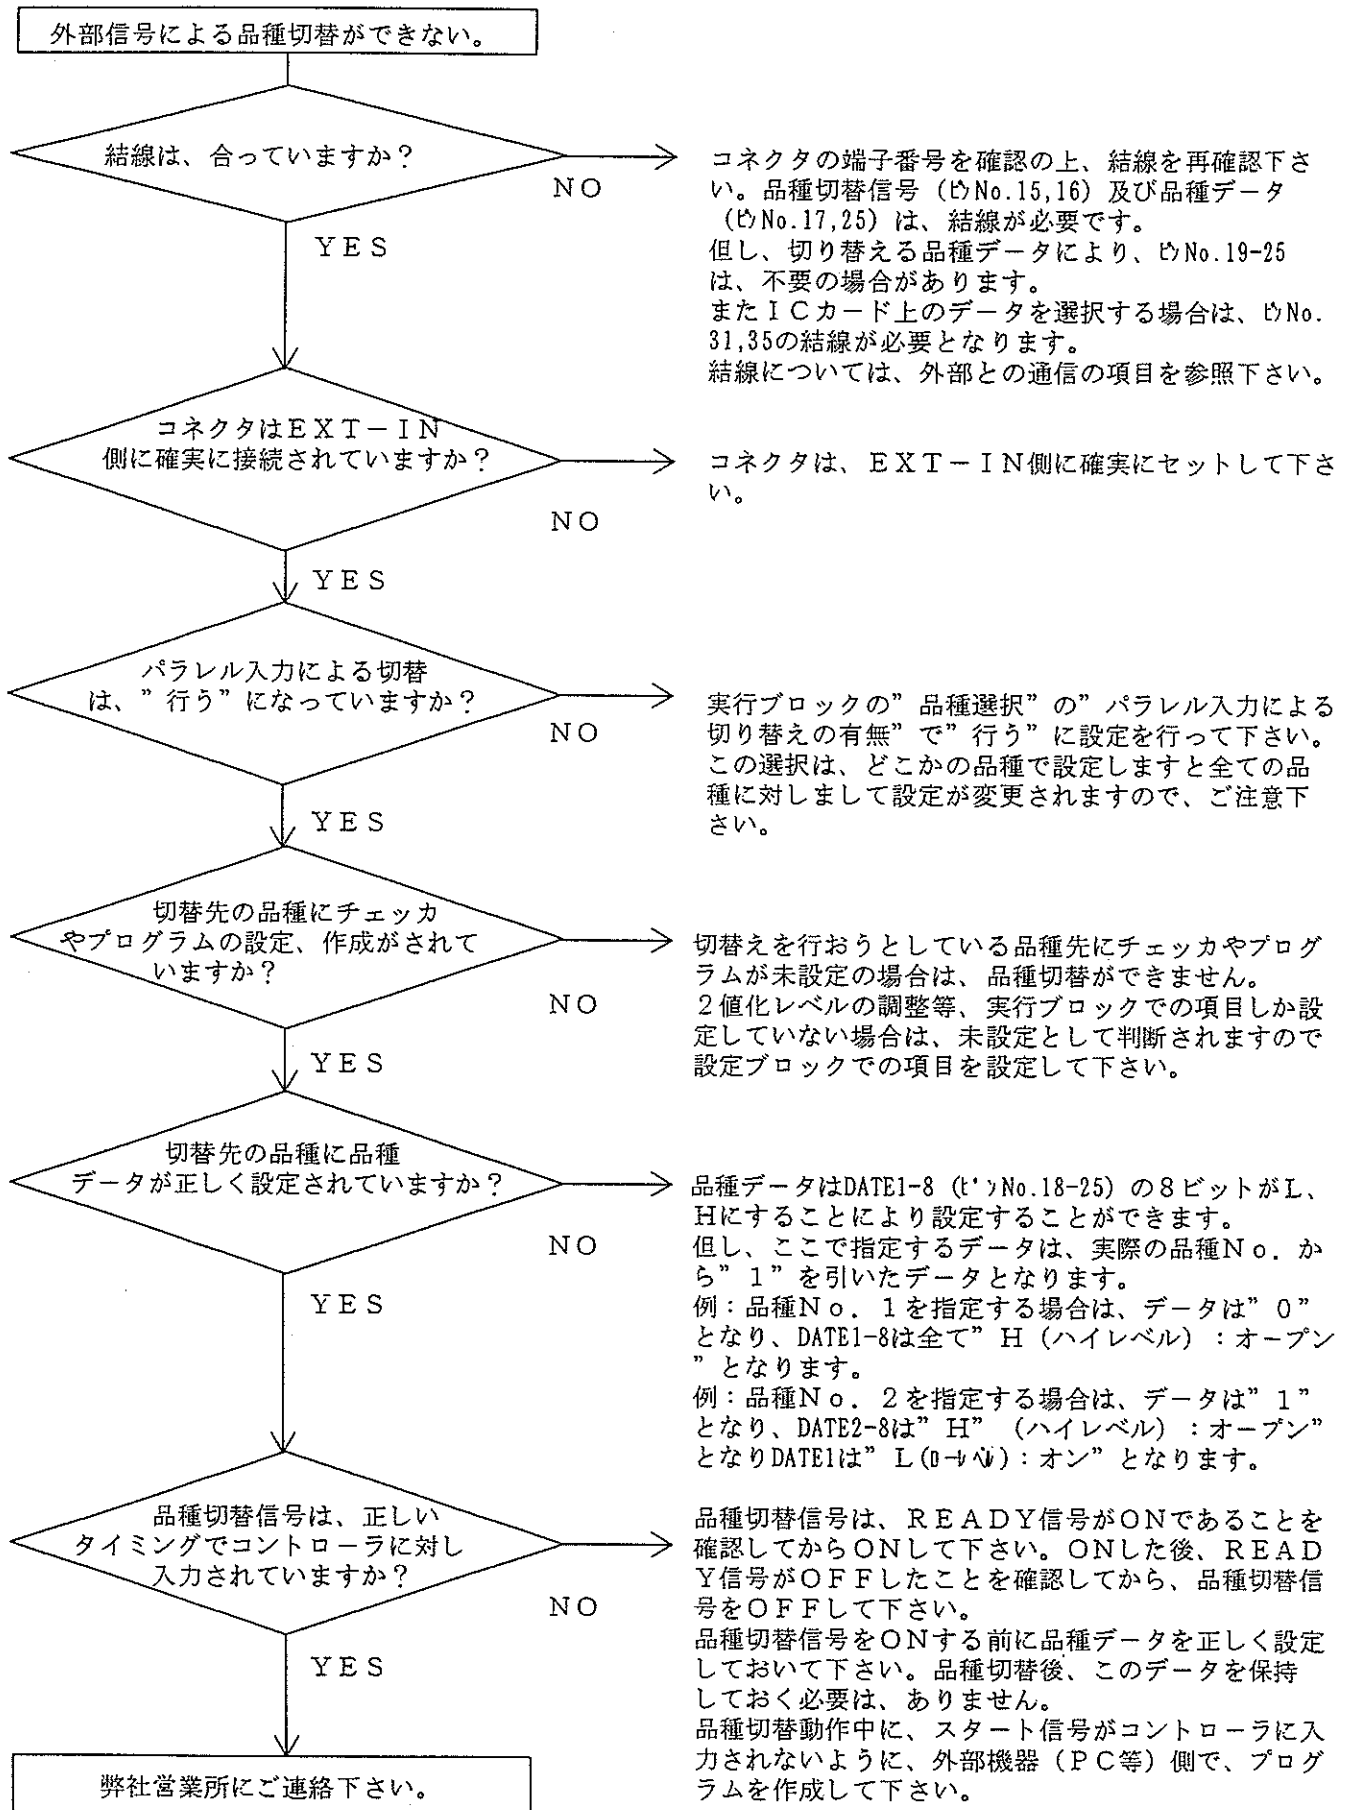 外部信号による品種切替ができない。
結線は、合っていますか？
NO
YES
コネクタの端子番号を確認の上、結線を再確認下さ
い。品種切替信号（ピンNo.15,16）及び品種データ
（ピンNo.17,25）は、結線が必要です。
但し、切り替える品種データにより、ピンNo.19-25
は、不要の場合があります。
またＩＣカード上のデータを選択する場合は、ピンNo.
31,35の結線が必要となります。
結線については、外部との通信の項目を参照下さい。
コネクタはＥＸＴ－ＩＮ
側に確実に接続されていますか？
NO
YES
コネクタは、ＥＸＴ－ＩＮ側に確実にセットして下さ
い。
パラレル入力による切替
は、”行う”になっていますか？
NO
YES
実行ブロックの”品種選択”の”パラレル入力による
切り替えの有無”で”行う”に設定を行って下さい。
この選択は、どこかの品種で設定しますと全ての品
種に対しまして設定が変更されますので、ご注意下
さい。
切替先の品種にチェッカ
やプログラムの設定、作成がされて
いますか？
NO
YES
切替えを行おうとしている品種先にチェッカやプログ
ラムが未設定の場合は、品種切替ができません。
２値化レベルの調整等、実行ブロックでの項目しか設
定していない場合は、未設定として判断されますので
設定ブロックでの項目を設定して下さい。
切替先の品種に品種
データが正しく設定されていますか？
NO
YES
品種データはDATE1-8（ピンNo.18-25）の８ビットがＬ、
Ｈにすることにより設定することができます。
但し、ここで指定するデータは、実際の品種Ｎｏ．か
ら”１”を引いたデータとなります。
例：品種Ｎｏ．１を指定する場合は、データは”０”
となり、DATE1-8は全て”Ｈ（ハイレベル）：オープン
”となります。
例：品種Ｎｏ．２を指定する場合は、データは”１”
となり、DATE2-8は”Ｈ”（ハイレベル）：オープン”
となりDATE1は”Ｌ(ﾛｰﾚﾍﾞﾙ)：オン”となります。
品種切替信号は、正しい
タイミングでコントローラに対し
入力されていますか？
NO
YES
品種切替信号は、ＲＥＡＤＹ信号がＯＮであることを
確認してからＯＮして下さい。ＯＮした後、ＲＥＡＤ
Ｙ信号がＯＦＦしたことを確認してから、品種切替信
号をＯＦＦして下さい。
品種切替信号をＯＮする前に品種データを正しく設定
しておいて下さい。品種切替後、このデータを保持
しておく必要は、ありません。
品種切替動作中に、スタート信号がコントローラに入
力されないように、外部機器（ＰＣ等）側で、プログ
ラムを作成して下さい。
弊社営業所にご連絡下さい。